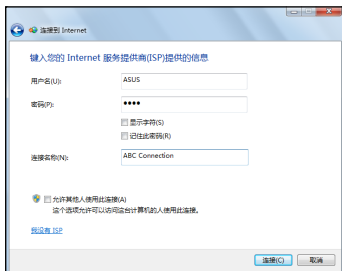 连接到 Internet
键入您的 Internet 服务提供商(ISP)提供的信息
用户名(U):
ASUS
密码(P):
••••
显示字符(S)
记住此密码(R)
连接名称(N):
ABC Connection
允许其他人使用此连接(A)
这个选项允许可以访问这台计算机的人使用此连接。
我没有 ISP
连接(C)
取消